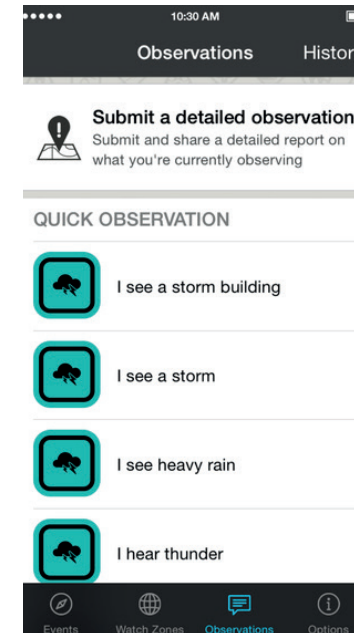 10:30 AM
Observations Histor
Submit a detailed observation
Submit and share a detailed report on
what you're currently observing
QUICK OBSERVATION
I see a storm building
I see a storm
I see heavy rain
I hear thunder
Events Watch Zones Observations Options